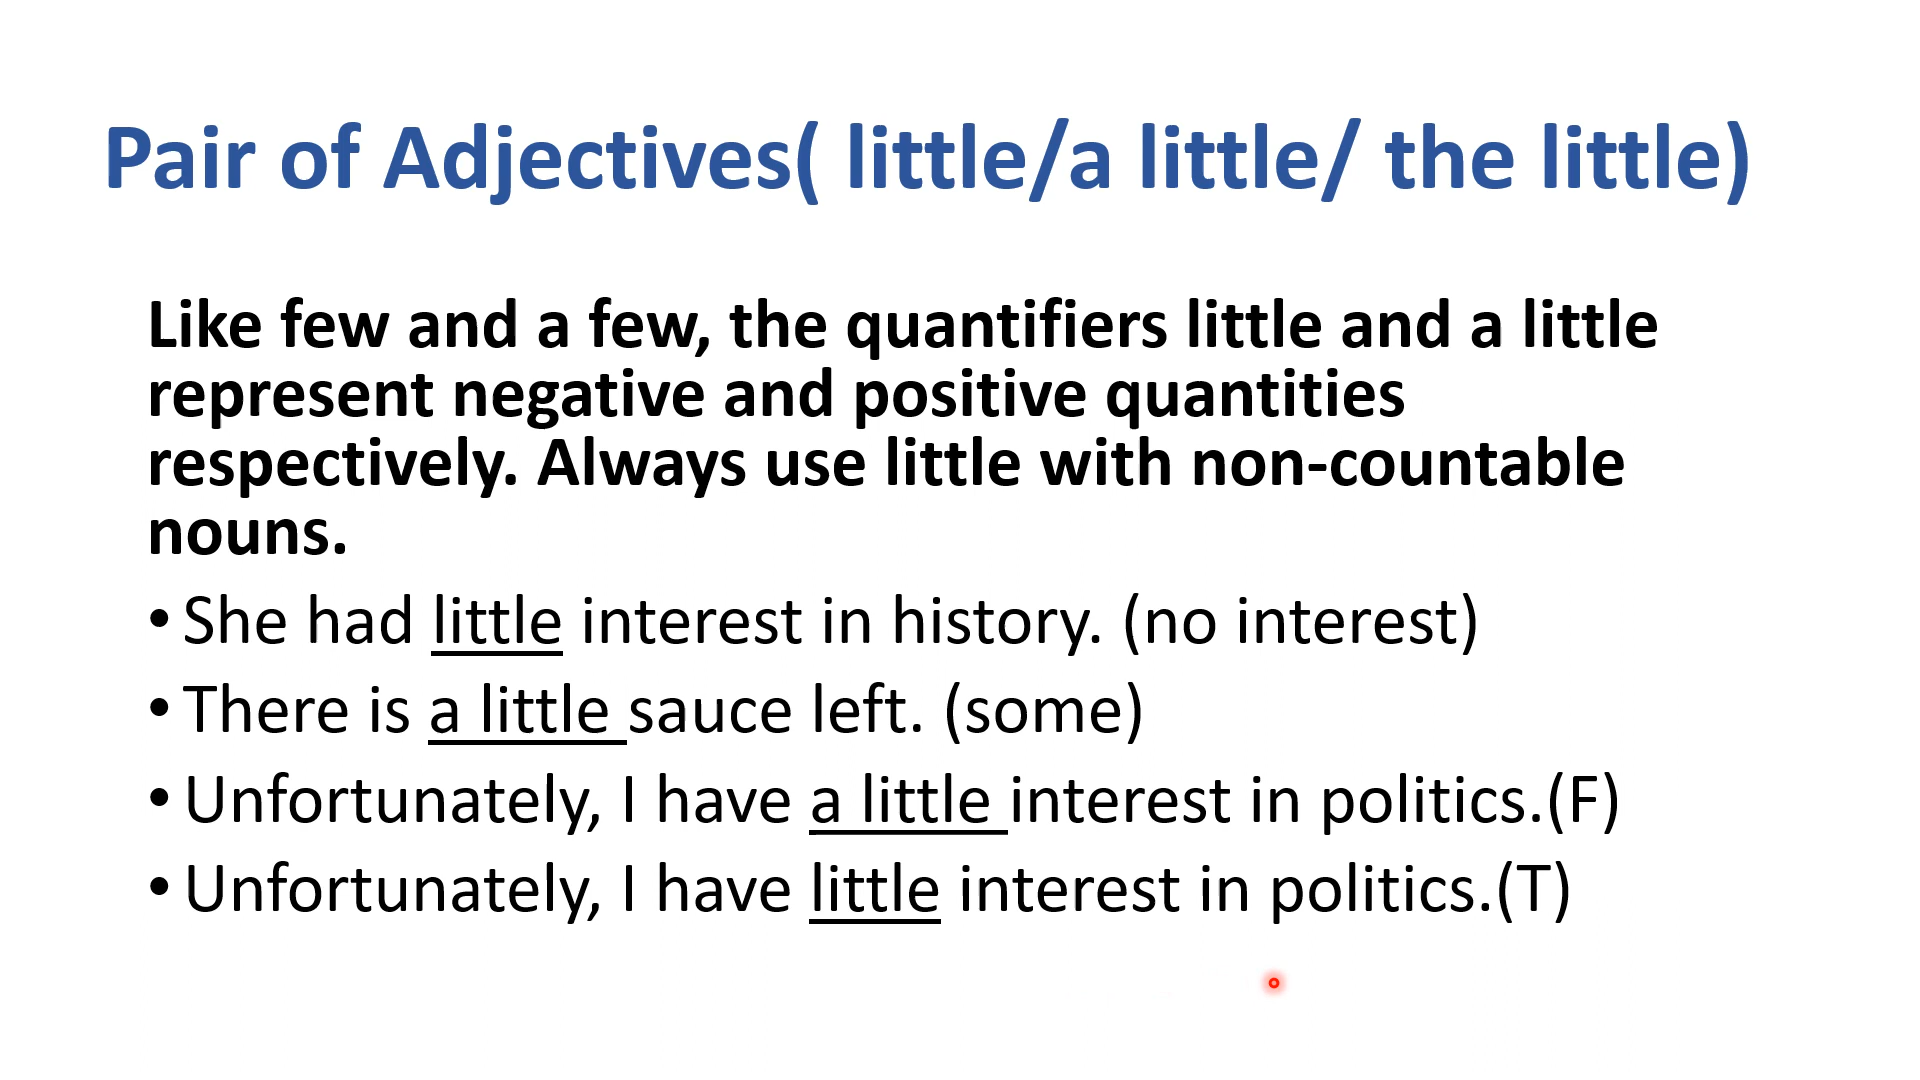 Pair of Adjectives( little/a little/ the little)
Like few and a few, the quantifiers little and a little
represent negative and positive quantities
respectively. Always use little with non-countable
nouns.
• She had little interest in history. (no interest)
• There is a little sauce left. (some)
• Unfortunately, I have a little interest in politics.(F)
• Unfortunately, I have little interest in politics.(T)